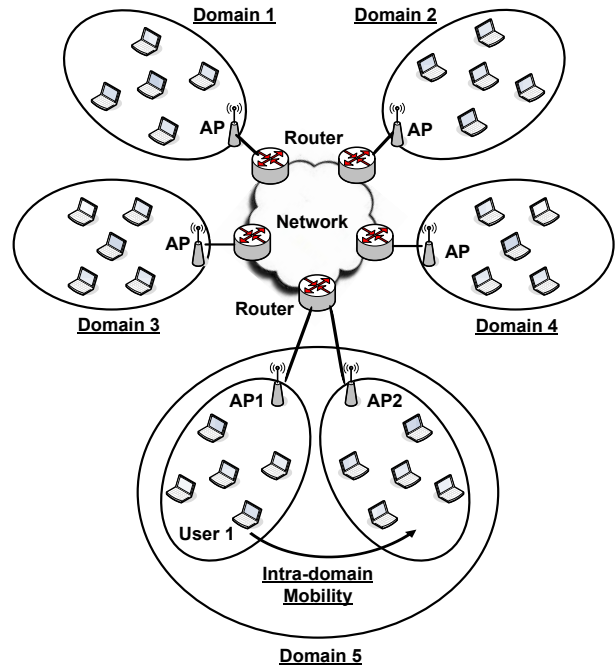 Domain 1
Domain 2
AP
Router
AP
AP
Network
AP
Domain 3
Router
Domain 4
AP1
AP2
User 1
Intra-domain
Mobility
Domain 5